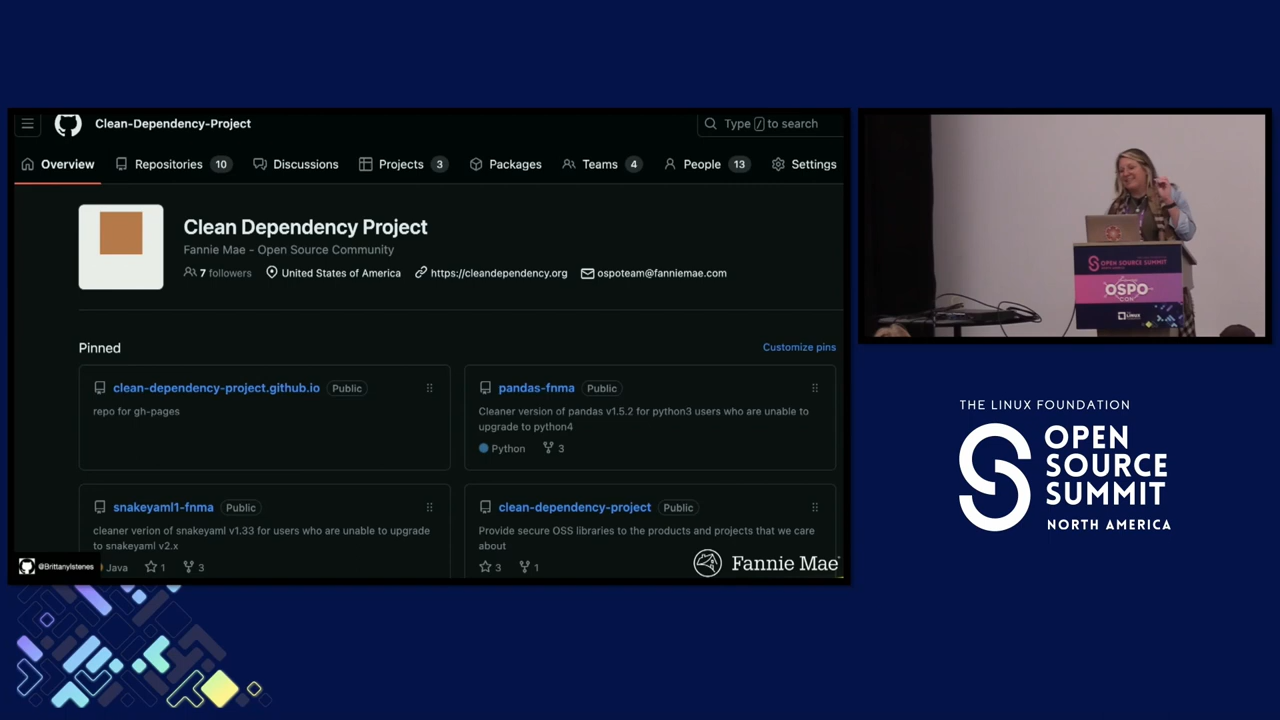 Clean-Dependency-Project
Type / to search
Overview
Repositories 10
Discussions
Projects 3
Packages
Teams 4
People 13
Settings
Clean Dependency Project
Fannie Mae - Open Source Community
7 followers
United States of America
https://cleandependency.org
ospoteam@fanniemae.com
Pinned
Customize pins
clean-dependency-project.github.io Public
repo for gh-pages
pandas-fnma Public
Cleaner version of pandas v1.5.2 for python3 users who are unable to
upgrade to python4
Python 3
snakeyaml1-fnma Public
cleaner verion of snakeyaml v1.33 for users who are unable to upgrade
to snakeyaml v2.x
Java 1 3
clean-dependency-project Public
Provide secure OSS libraries to the products and projects that we care
about
3 1
@BrittanyIstenes
Fannie Mae
OPEN SOURCE SUMMIT
OSPO
CON
LINUX
THE LINUX FOUNDATION
OPEN
SOURCE
SUMMIT
NORTH AMERICA